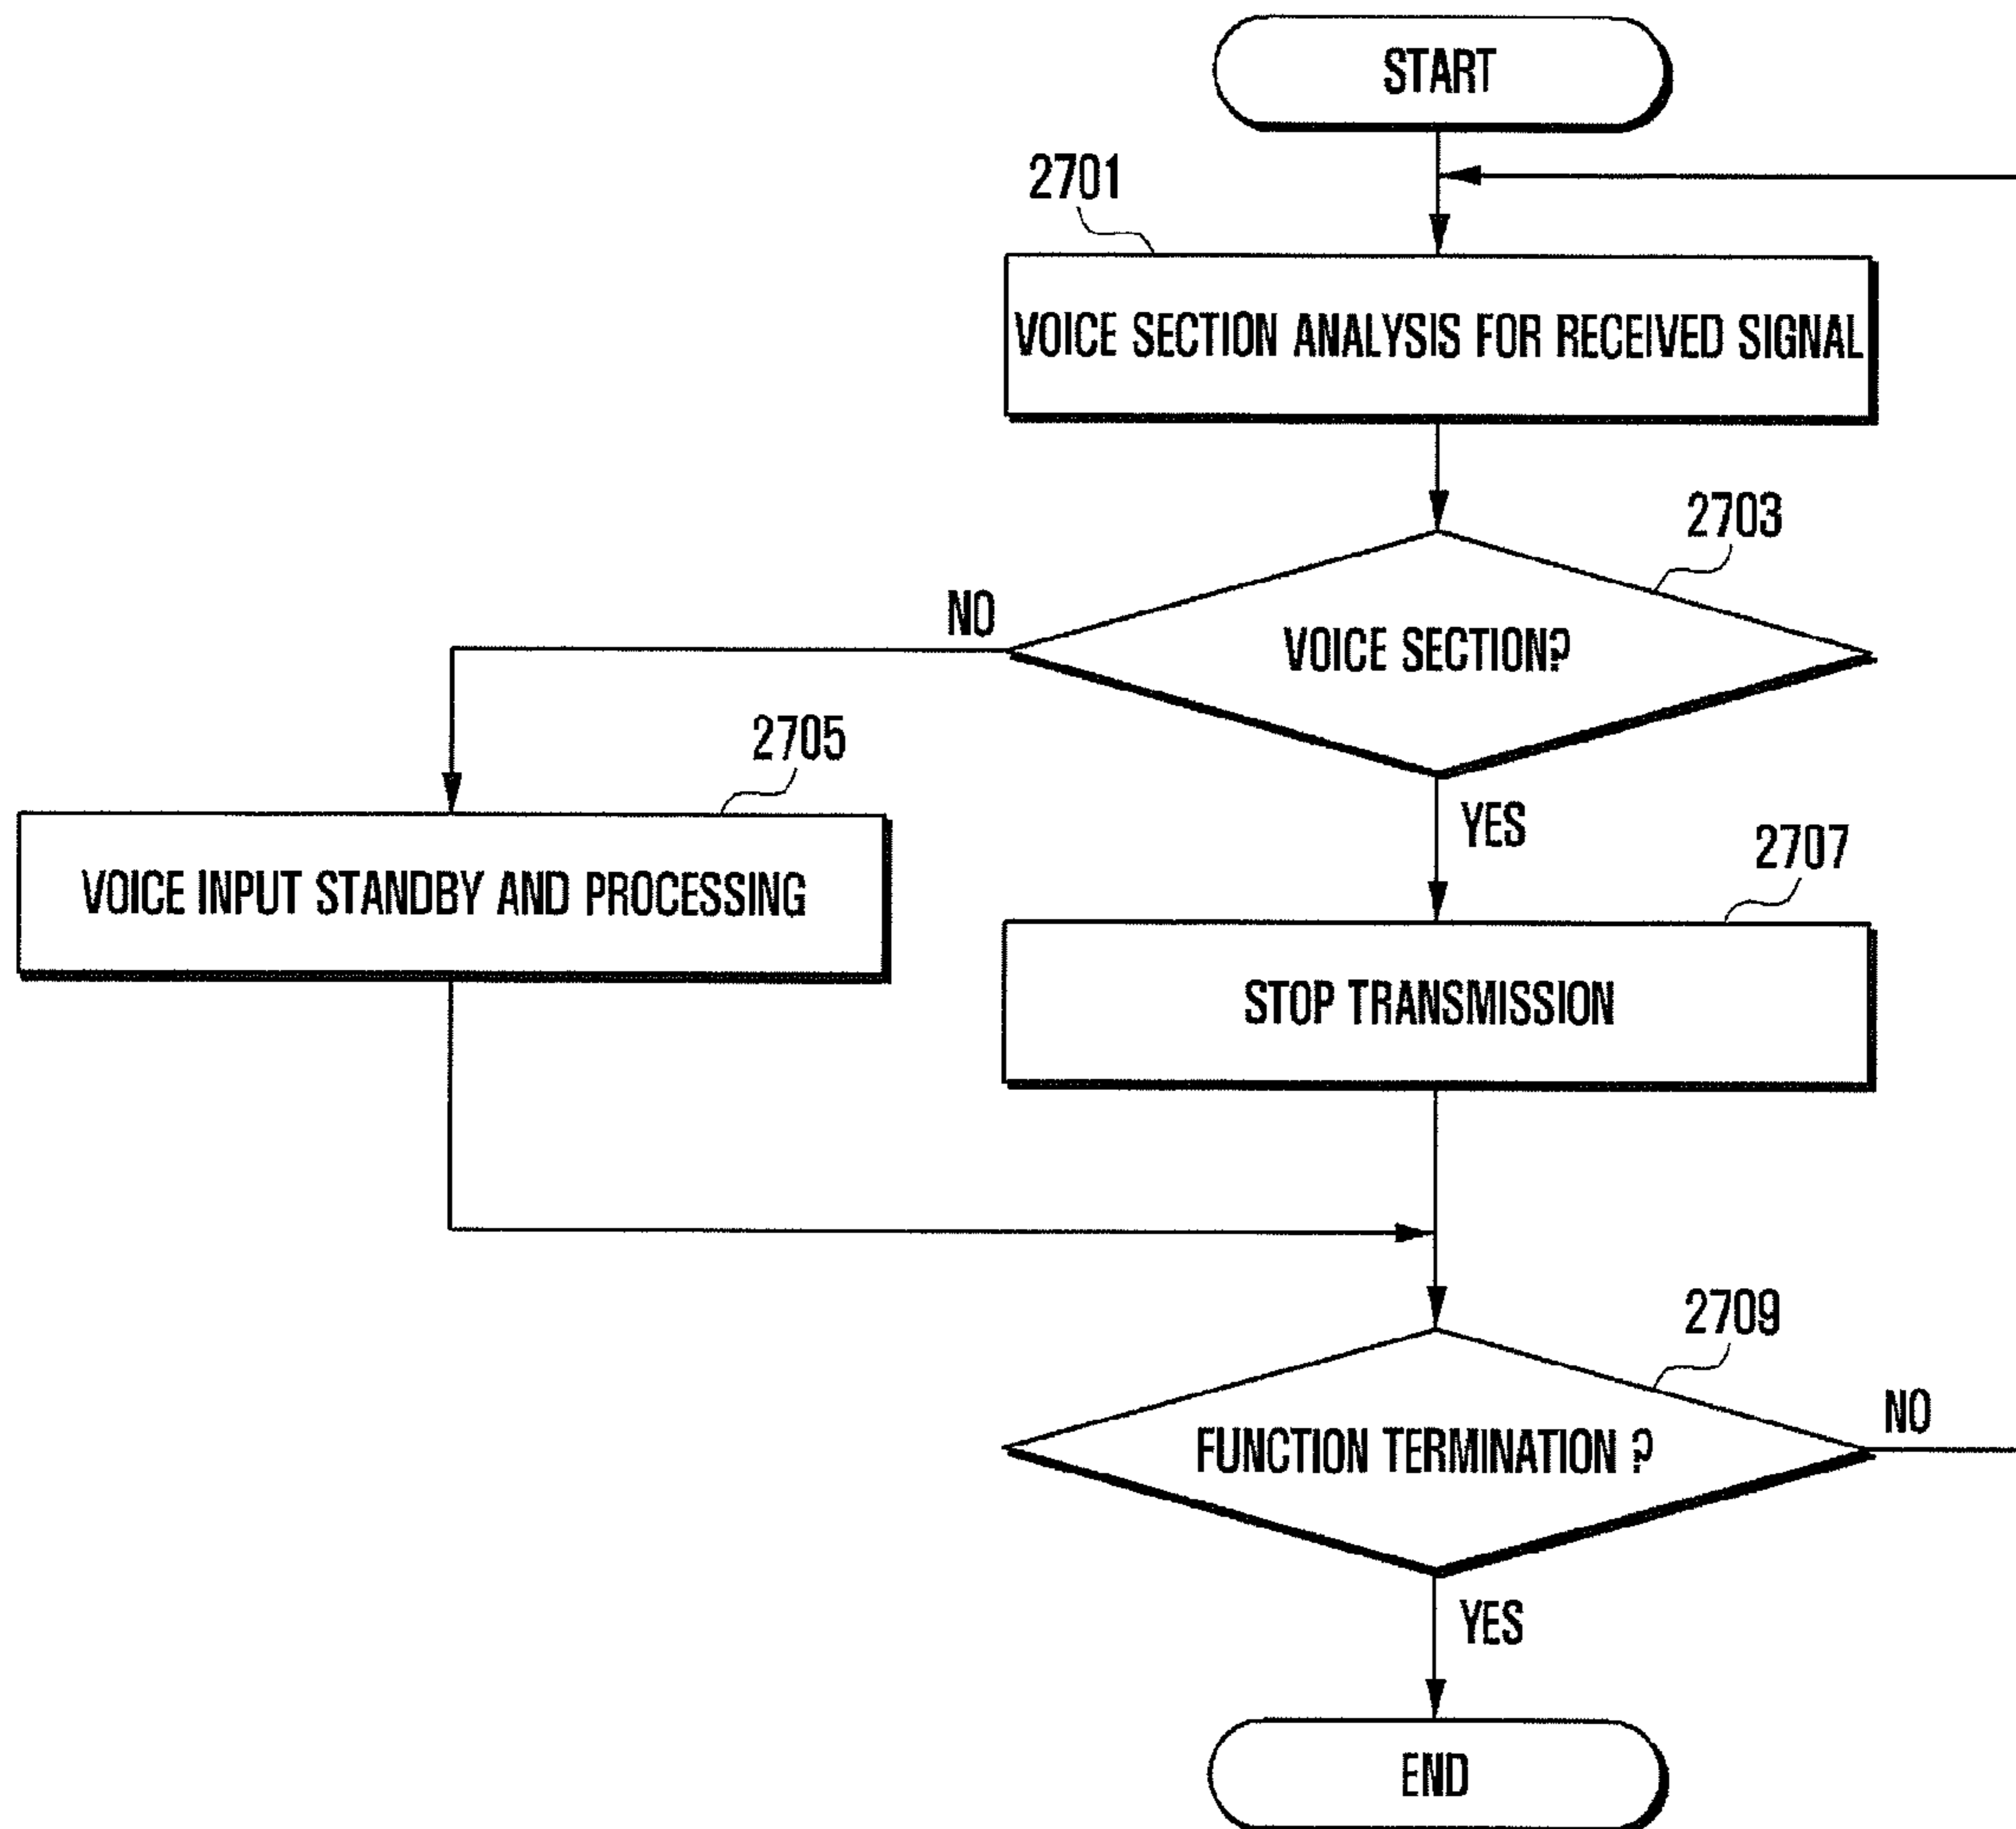 START
2701
VOICE SECTION ANALYSIS FOR RECEIVED SIGNAL
2703
VOICE SECTION?
NO
2705
VOICE INPUT STANDBY AND PROCESSING
YES
2707
STOP TRANSMISSION
2709
FUNCTION TERMINATION ?
NO
YES
END